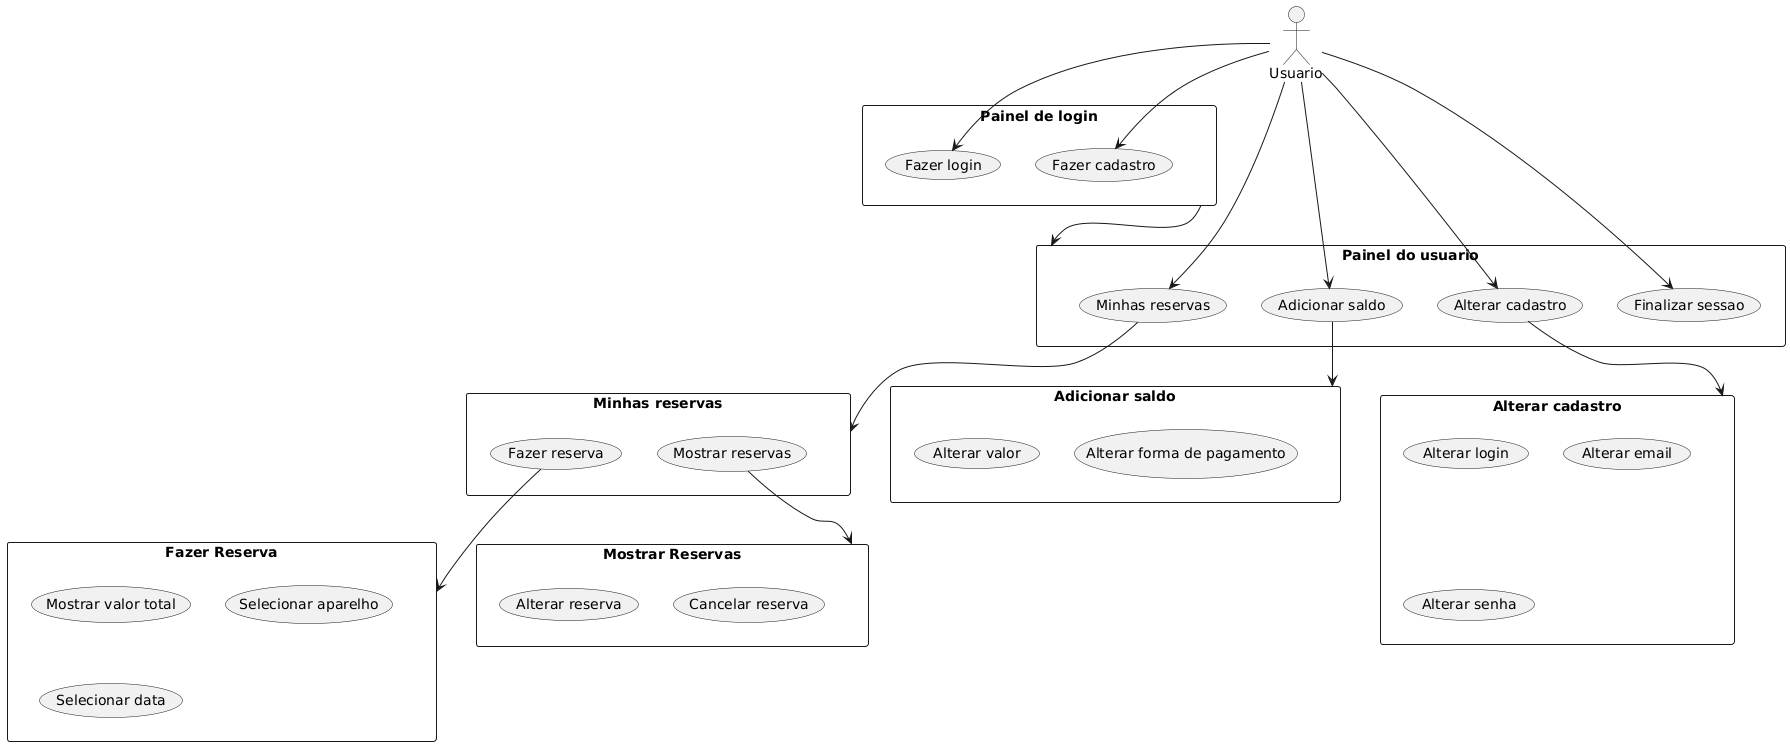 Usuario
Painel de login
Fazer login
Fazer cadastro
Painel do usuario
Minhas reservas
Adicionar saldo
Alterar cadastro
Finalizar sessao
Minhas reservas
Fazer reserva
Mostrar reservas
Adicionar saldo
Alterar valor
Alterar forma de pagamento
Alterar cadastro
Alterar login
Alterar email
Alterar senha
Fazer Reserva
Mostrar valor total
Selecionar aparelho
Selecionar data
Mostrar Reservas
Alterar reserva
Cancelar reserva